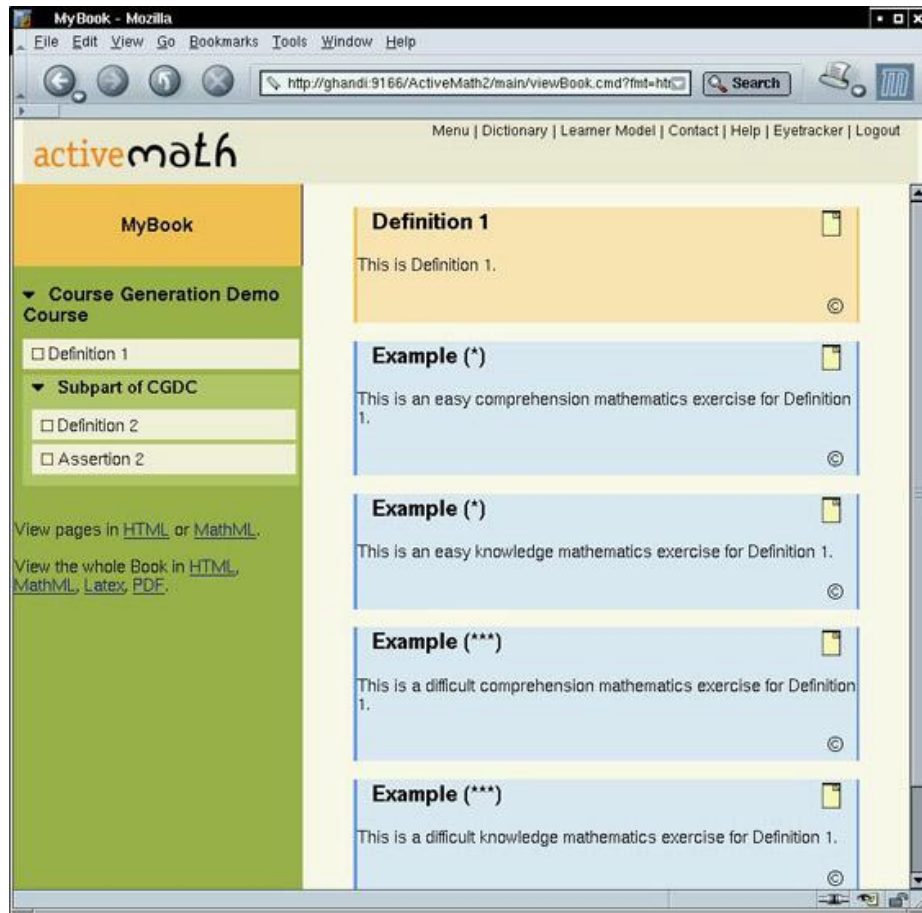 MyBook - Mozilla
File Edit View Go Bookmarks Tools Window Help
http://ghandi:9166/ActiveMath2/main/viewBook.cmd?fmt=ht
Search
m
activemath
Menu | Dictionary | Learner Model | Contact | Help | Eyetracker | Logout
MyBook
Course Generation Demo
Course
Definition 1
Subpart of CGDC
Definition 2
Assertion 2
View pages in HTML or MathML.
View the whole Book in HTML,
MathML, Latex, PDF.
Definition 1
This is Definition 1.
©
Example (*)
This is an easy comprehension mathematics exercise for Definition
1.
©
Example (*)
This is an easy knowledge mathematics exercise for Definition 1.
©
Example (***)
This is a difficult comprehension mathematics exercise for Definition
1.
©
Example (***)
This is a difficult knowledge mathematics exercise for Definition 1.
©